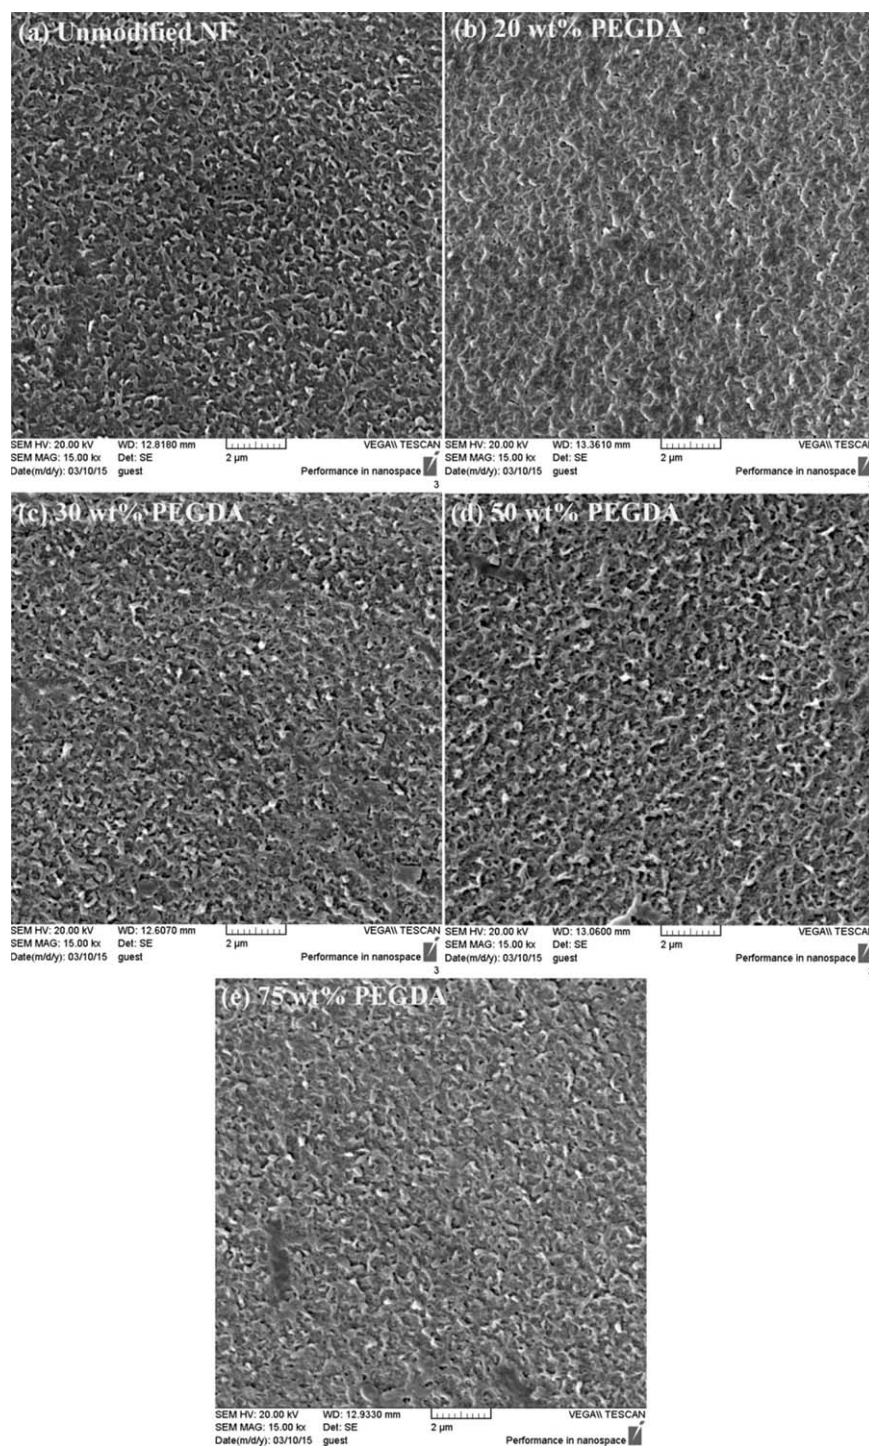 (a) Unmodified NF
(b) 20 wt% PEGDA
SEM HV: 20.00 kV WD: 12.8180 mm VEGA\\ TESCAN
SEM MAG: 15.00 kx Det: SE 2 µm
Date(m/d/y): 03/10/15 guest Performance in nanospace
3
SEM HV: 20.00 kV WD: 13.3610 mm VEGA\\ TESCAN
SEM MAG: 15.00 kx Det: SE 2 µm
Date(m/d/y): 03/10/15 guest Performance in nanospace
(c) 30 wt% PEGDA
(d) 50 wt% PEGDA
SEM HV: 20.00 kV WD: 12.6070 mm VEGA\\ TESCAN
SEM MAG: 15.00 kx Det: SE 2 µm
Date(m/d/y): 03/10/15 guest Performance in nanospace
3
SEM HV: 20.00 kV WD: 13.0600 mm VEGA\\ TESCAN
SEM MAG: 15.00 kx Det: SE 2 µm
Date(m/d/y): 03/10/15 guest Performance in nanospace
(e) 75 wt% PEGDA
SEM HV: 20.00 kV WD: 12.9330 mm VEGA\\ TESCAN
SEM MAG: 15.00 kx Det: SE 2 µm
Date(m/d/y): 03/10/15 guest Performance in nanospace